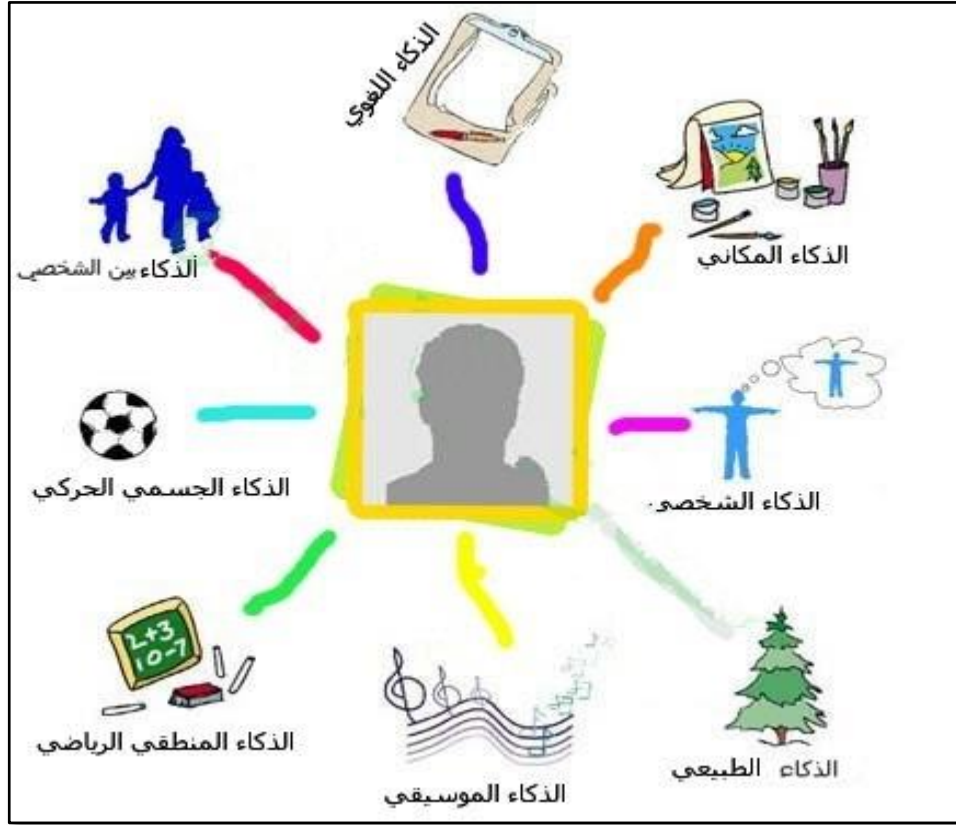 الذكاء اللغوي
الذكاء المكاني
الذكاء بين الشخصي
الذكاء الشخصي
الذكاء الجسمي الحركي
2+3
10-7
الذكاء المنطقي الرياضي
الذكاء الموسيقي
الذكاء الطبيعي